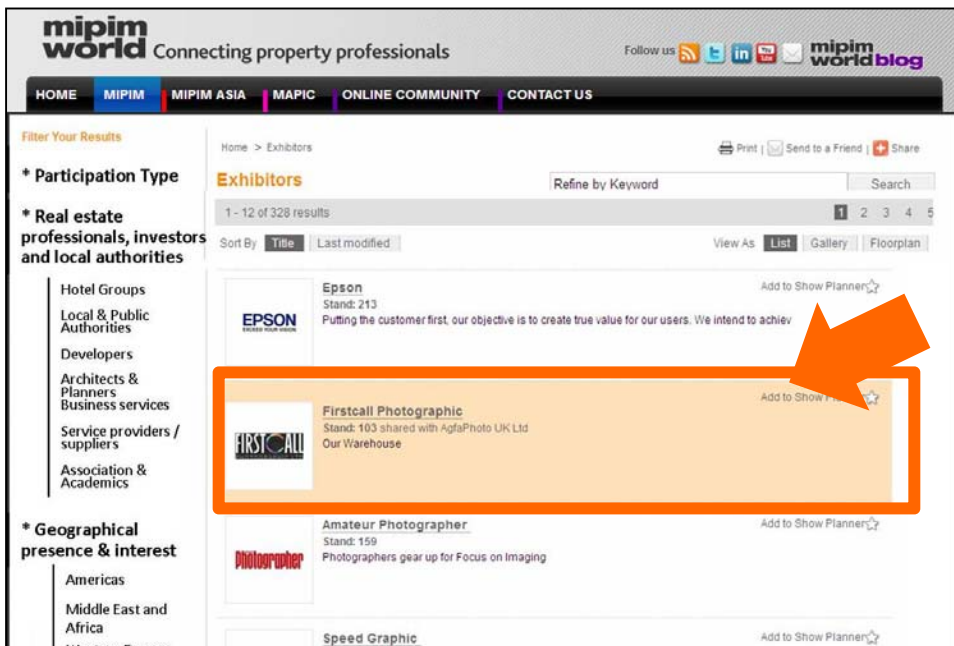 mipim
world Connecting property professionals
Follow us
mipim
worldblog
HOME MIPIM MIPIM ASIA MAPIC ONLINE COMMUNITY CONTACT US
Filter Your Results
Home > Exhibitors
Print | Send to a Friend | Share
* Participation Type
Exhibitors
Refine by Keyword
Search
* Real estate
professionals, investors
and local authorities
1 - 12 of 328 results
1 2 3 4 5
Sort By Title Last modified
View As List Gallery Floorplan
Hotel Groups
Local & Public
Authorities
Developers
Architects &
Planners
Business services
Service providers /
suppliers
Association &
Academics
EPSON
EXCEED YOUR VISION
Epson
Add to Show Planner
Stand: 213
Putting the customer first, our objective is to create true value for our users. We intend to achiev
FIRSTCALL
Firstcall Photographic
Add to Show
Stand: 103 shared with AgfaPhoto UK Ltd
Our Warehouse
* Geographical
presence & interest
Americas
Middle East and
Africa
Photographer
Amateur Photographer
Add to Show Planner
Stand: 159
Photographers gear up for Focus on Imaging
Speed Graphic
Add to Show Planner